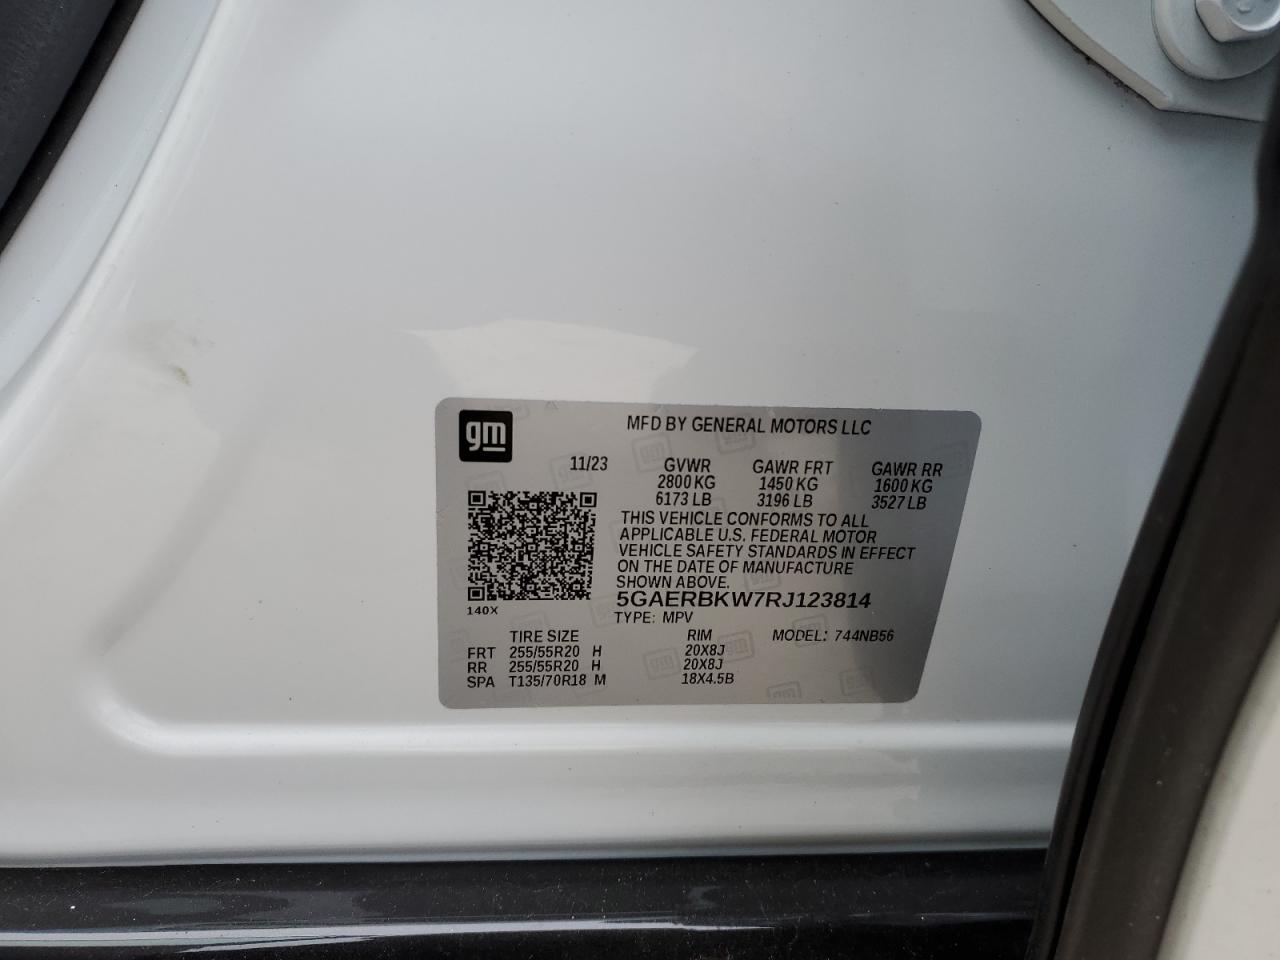 gm
MFD BY GENERAL MOTORS LLC
11/23 GVWR GAWR FRT GAWR RR
2800 KG 1450 KG 1600 KG
6173 LB 3196 LB 3527 LB
THIS VEHICLE CONFORMS TO ALL
APPLICABLE U.S. FEDERAL MOTOR
VEHICLE SAFETY STANDARDS IN EFFECT
ON THE DATE OF MANUFACTURE
SHOWN ABOVE.
140X
5GAERBKW7RJ123814
TYPE: MPV
TIRE SIZE RIM MODEL: 744NB56
FRT 255/55R20 H 20X8J
RR 255/55R20 H 20X8J
SPA T135/70R18 M 18X4.5B